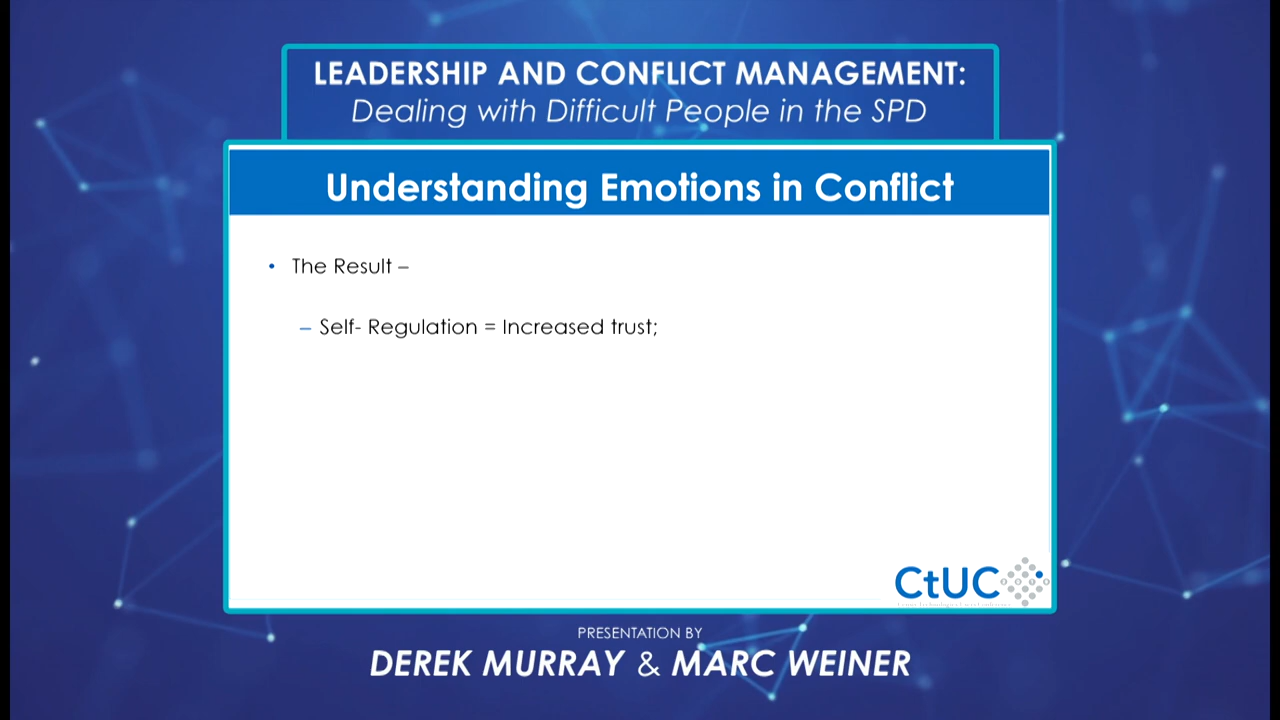 LEADERSHIP AND CONFLICT MANAGEMENT:
Dealing with Difficult People in the SPD
Understanding Emotions in Conflict
• The Result –
– Self- Regulation = Increased trust;
CtUC
PRESENTATION BY
DEREK MURRAY & MARC WEINER